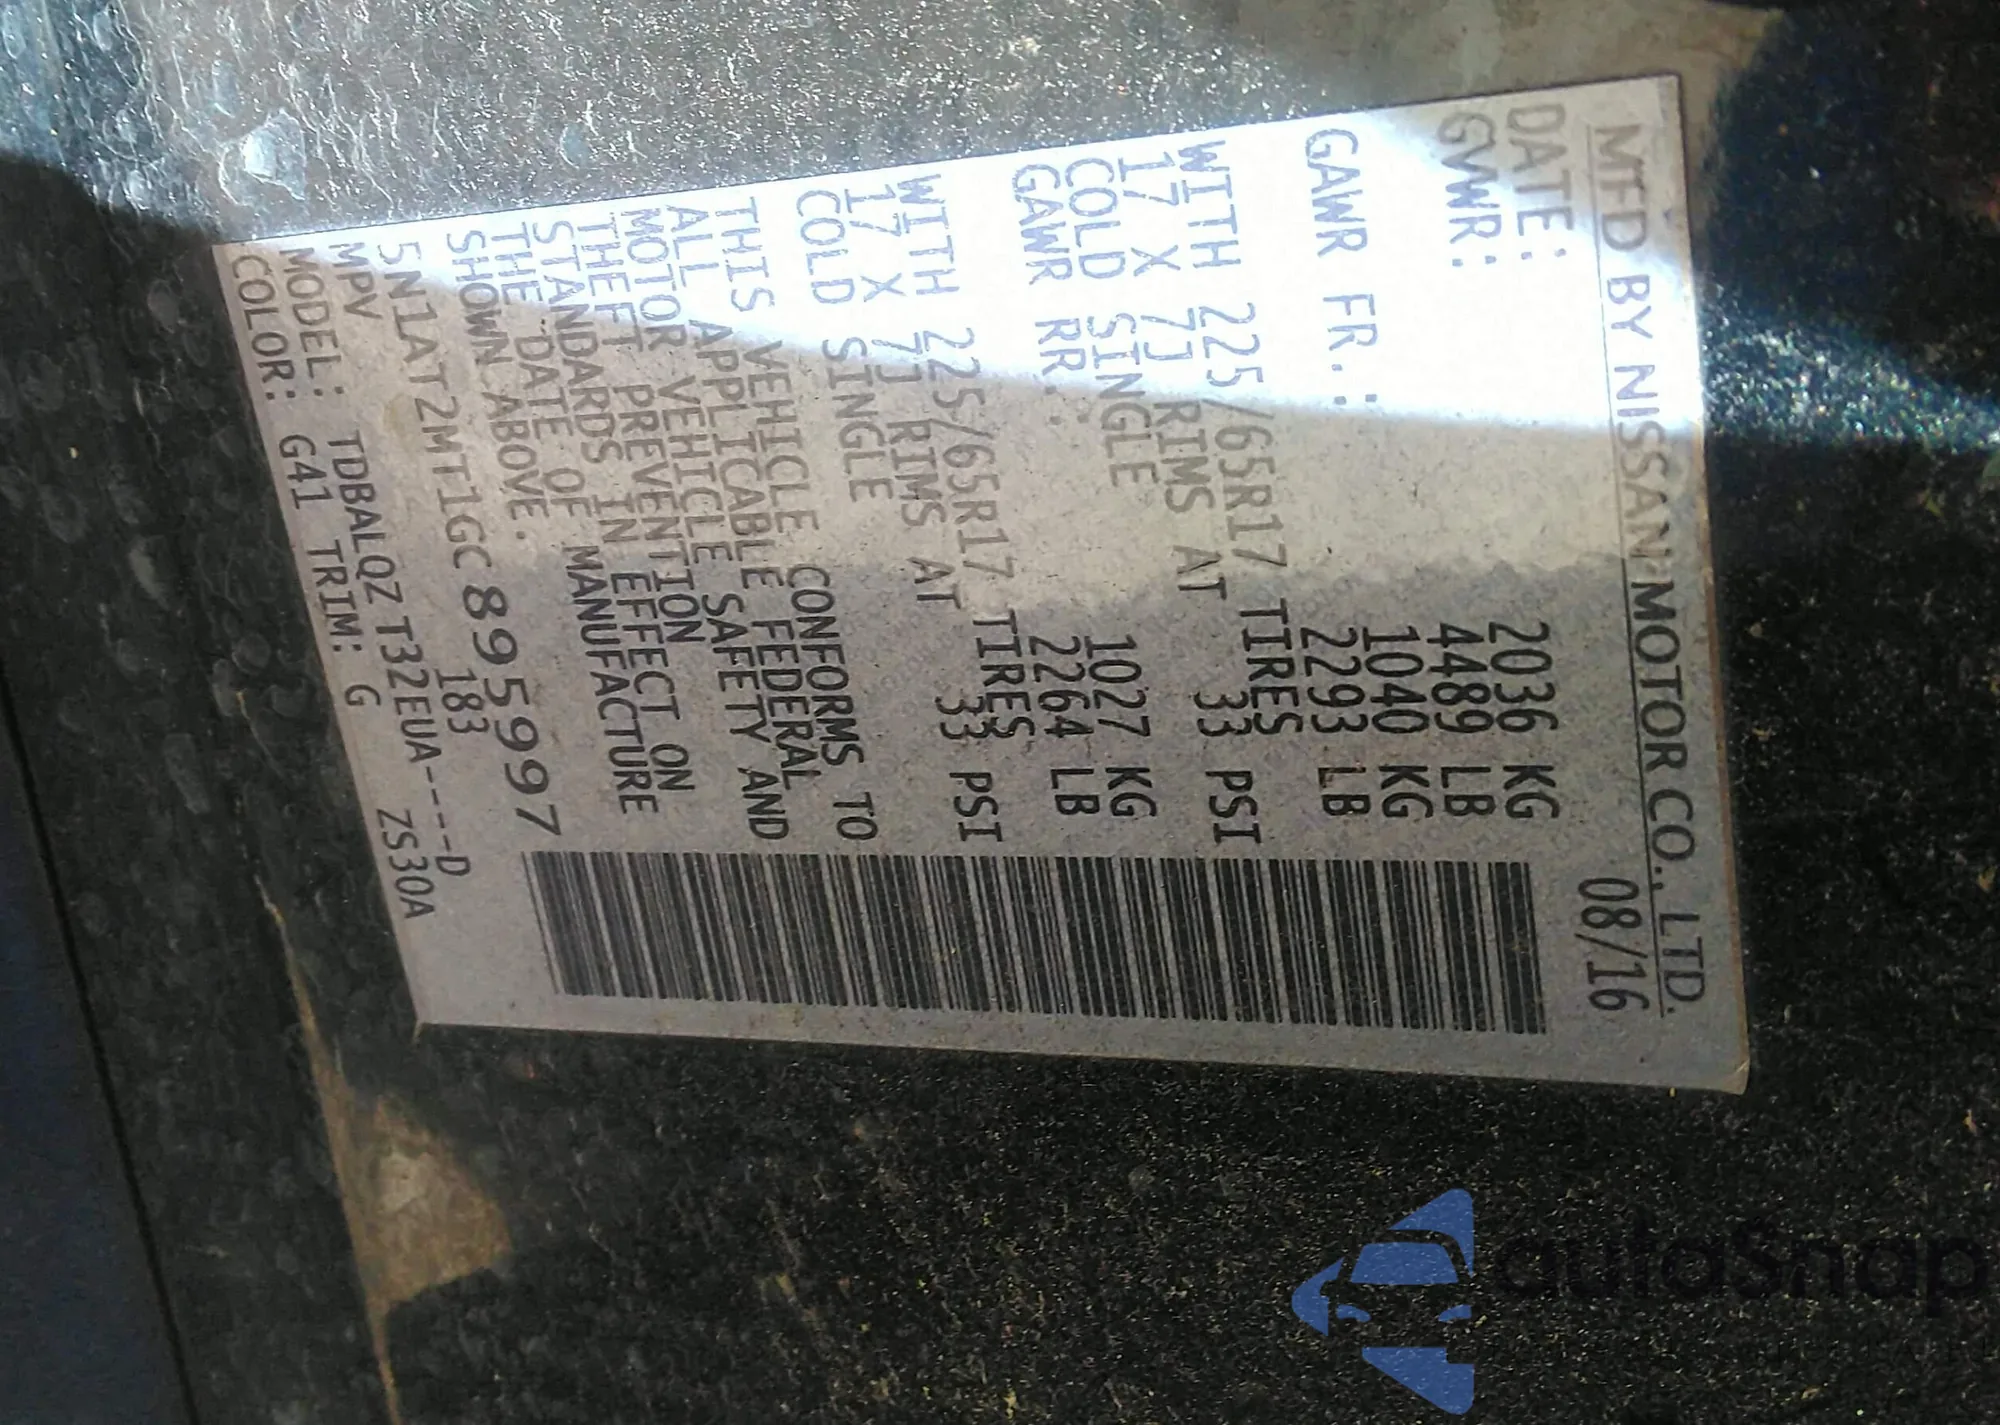 MFD BY NISSAN MOTOR CO., LTD.
DATE: 08/16
GVWR: 2036 KG
4489 LB
GAWR FR.: 1040 KG
2293 LB
WITH 225/65R17 TIRES
17 X 7J RIMS AT 33 PSI
COLD SINGLE
GAWR RR.: 1027 KG
2264 LB
WITH 225/65R17 TIRES
17 X 7J RIMS AT 33 PSI
COLD SINGLE
THIS VEHICLE CONFORMS TO
ALL APPLICABLE FEDERAL
MOTOR VEHICLE SAFETY AND
THEFT PREVENTION
STANDARDS IN EFFECT ON
THE DATE OF MANUFACTURE
SHOWN ABOVE.
5N1AT2MT1GC895997
MPV 183
MODEL: TDBALQZ T32EUA----D
COLOR: G41 TRIM: G ZS30A
autoSnap